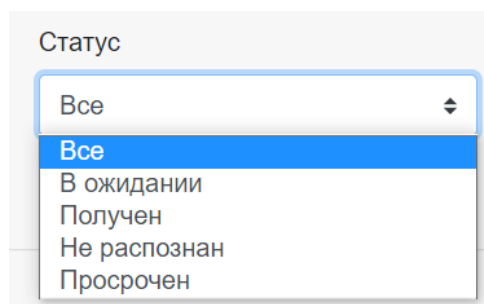 Статус
Все
Все
В ожидании
Получен
Не распознан
Просрочен